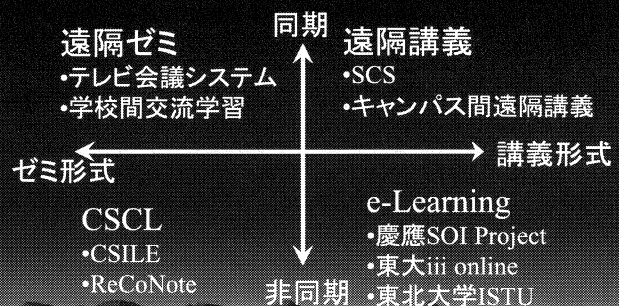 同期
遠隔ゼミ
•テレビ会議システム
•学校間交流学習
遠隔講義
•SCS
•キャンパス間遠隔講義
ゼミ形式
講義形式
CSCL
•CSILE
•ReCoNote
e-Learning
•慶應SOI Project
•東大iii online
•東北大学ISTU
非同期